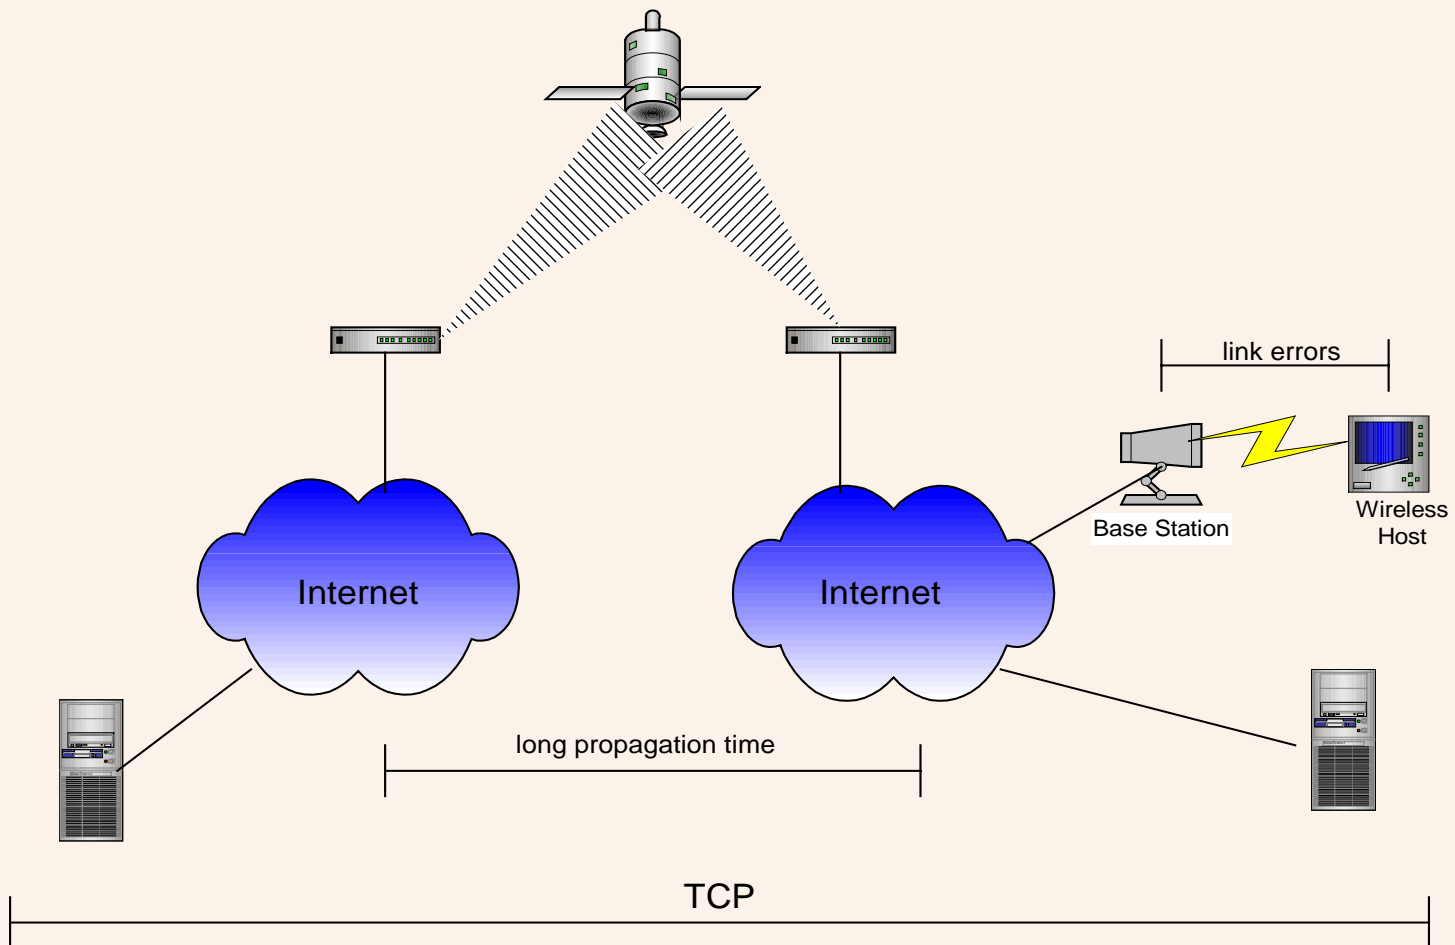 link errors
Base Station
Wireless
Host
Internet
Internet
long propagation time
TCP